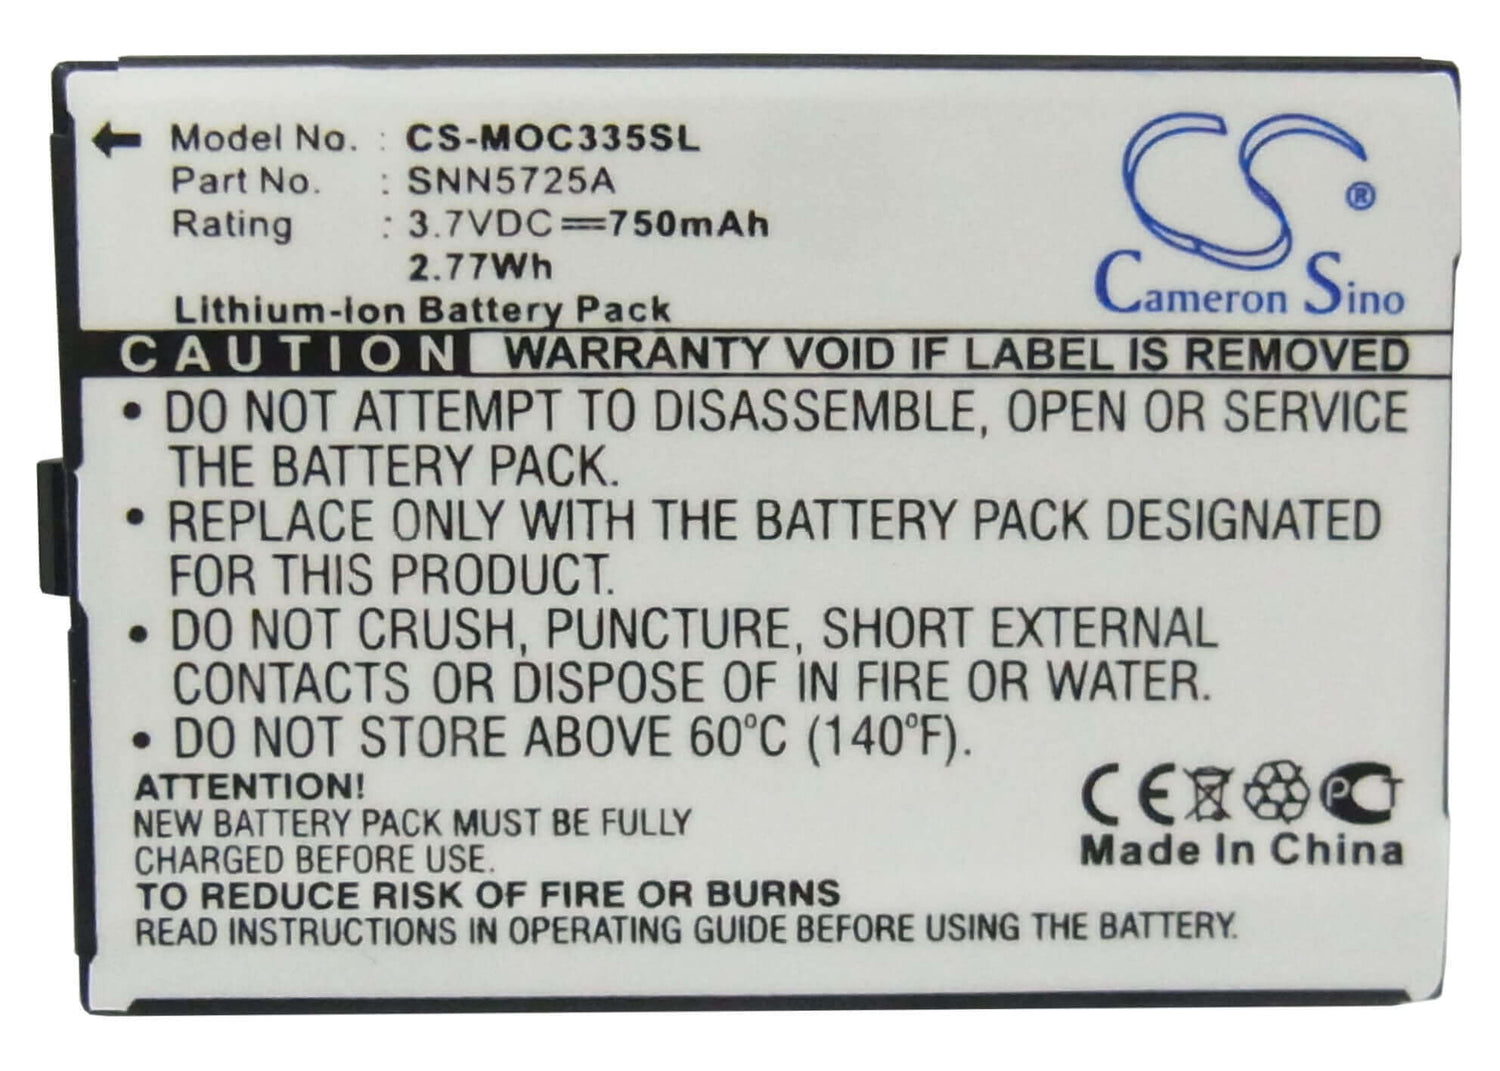 Model No. : CS-MOC335SL
Part No. : SNN5725A
Rating : 3.7VDC⎓750mAh
2.77Wh
Lithium-Ion Battery Pack
CS®
Cameron Sino
CAUTION WARRANTY VOID IF LABEL IS REMOVED
• DO NOT ATTEMPT TO DISASSEMBLE, OPEN OR SERVICE
THE BATTERY PACK.
• REPLACE ONLY WITH THE BATTERY PACK DESIGNATED
FOR THIS PRODUCT.
• DO NOT CRUSH, PUNCTURE, SHORT EXTERNAL
CONTACTS OR DISPOSE OF IN FIRE OR WATER.
• DO NOT STORE ABOVE 60°C (140°F).
ATTENTION!
NEW BATTERY PACK MUST BE FULLY
CHARGED BEFORE USE.
TO REDUCE RISK OF FIRE OR BURNS
READ INSTRUCTIONS IN OPERATING GUIDE BEFORE USING THE BATTERY.
CE PCT
Made In China